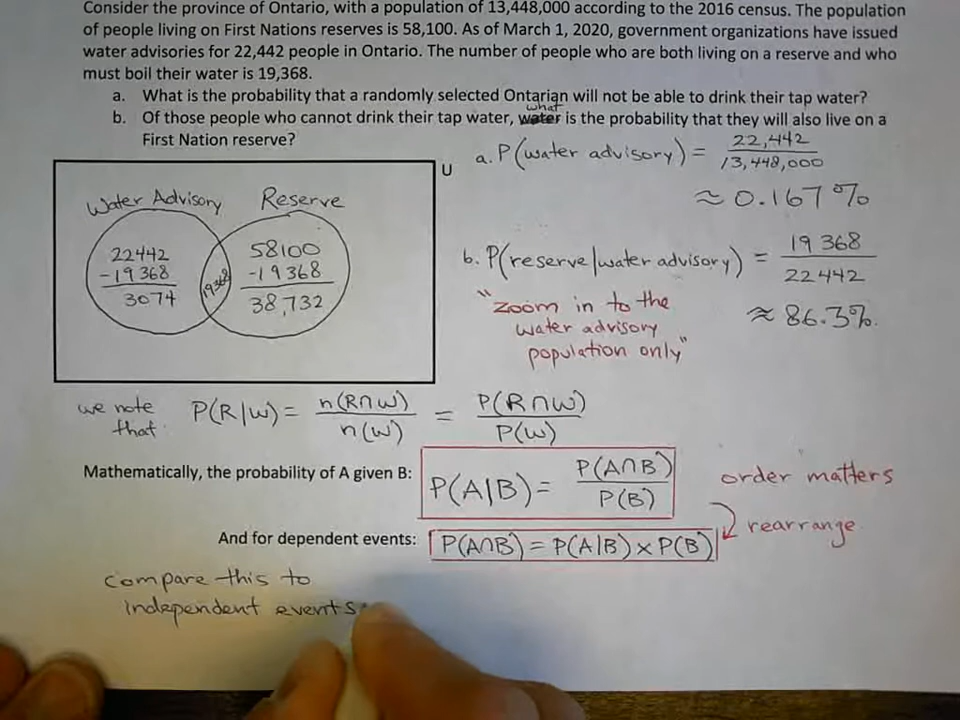 Consider the province of Ontario, with a population of 13,448,000 according to the 2016 census. The population
of people living on First Nations reserves is 58,100. As of March 1, 2020, government organizations have issued
water advisories for 22,442 people in Ontario. The number of people who are both living on a reserve and who
must boil their water is 19,368.
a. What is the probability that a randomly selected Ontarian will not be able to drink their tap water?
what
b. Of those people who cannot drink their tap water, water is the probability that they will also live on a
First Nation reserve?
a. P(water advisory) = 22,442 / 13,448,000
≈ 0.167 %
U
Water Advisory Reserve
22442
-19368
3074
19368
58100
-19368
38,732
b. P(reserve|water advisory) = 19 368 / 22 442
≈ 86.3%.
"Zoom in to the
water advisory
population only"
we note
that:
P(R|W) = n(R∩W) / n(W) = P(R∩W) / P(W)
Mathematically, the probability of A given B:
P(A|B) = P(A∩B) / P(B)
order matters
rearrange
And for dependent events: P(A∩B) = P(A|B) × P(B)
Compare this to
independent events